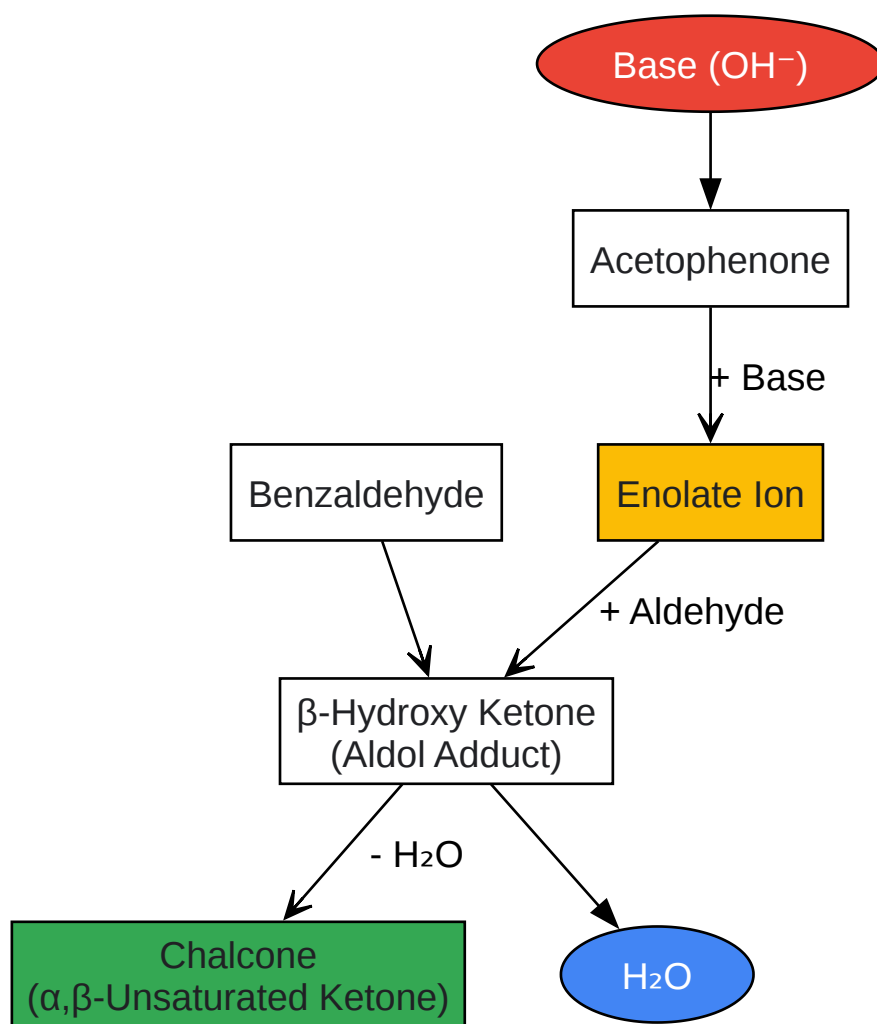 Base (OH⁻)
Acetophenone
+ Base
Benzaldehyde
Enolate Ion
+ Aldehyde
β-Hydroxy Ketone
(Aldol Adduct)
- H₂O
Chalcone
(α,β-Unsaturated Ketone)
H₂O